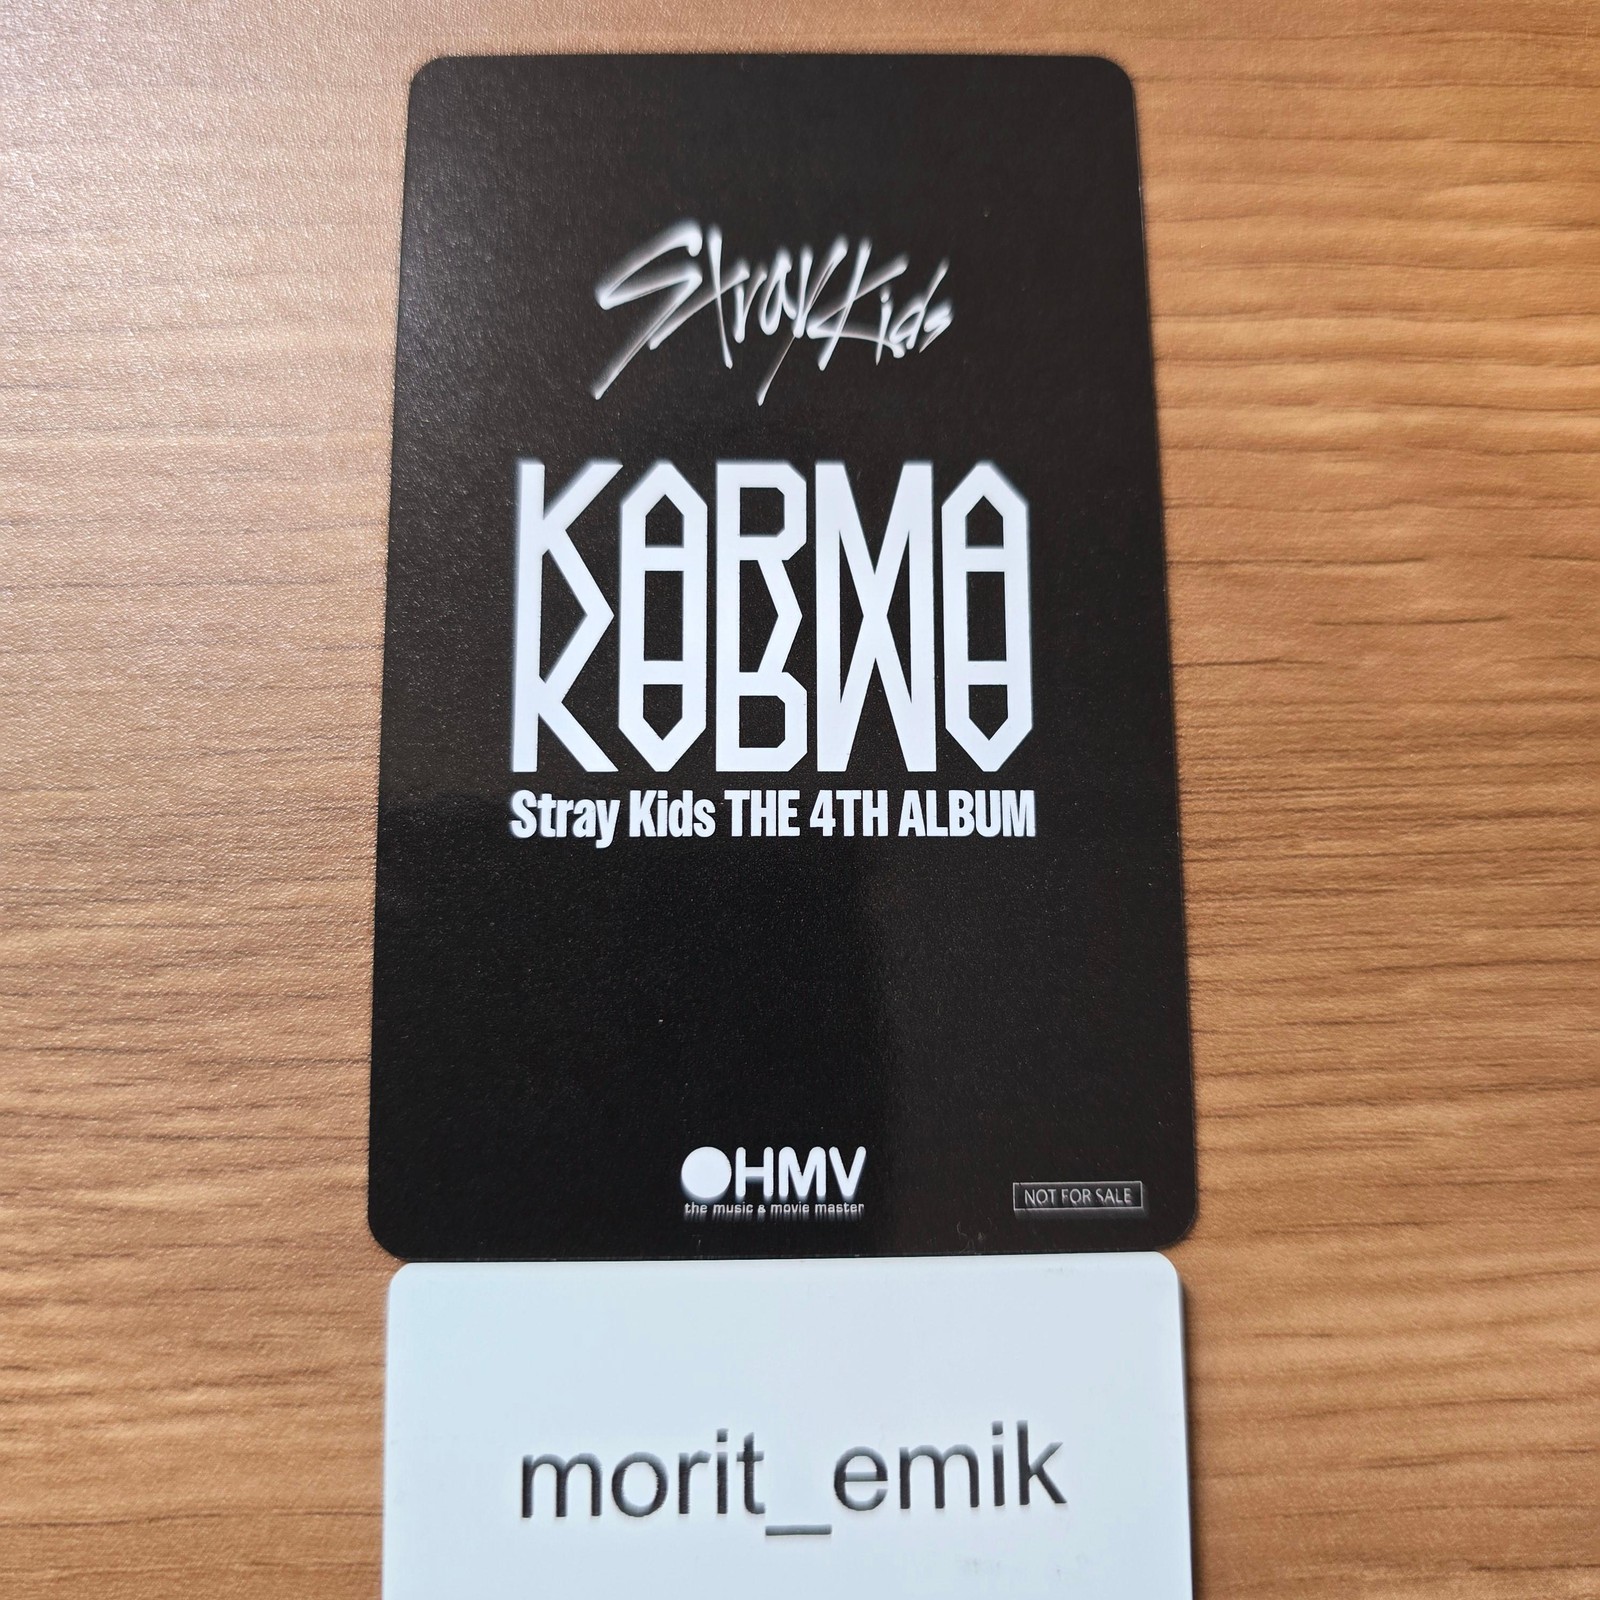 Stray Kids
KARMA
Stray Kids THE 4TH ALBUM
HMV
the music & movie master
NOT FOR SALE
morit_emik